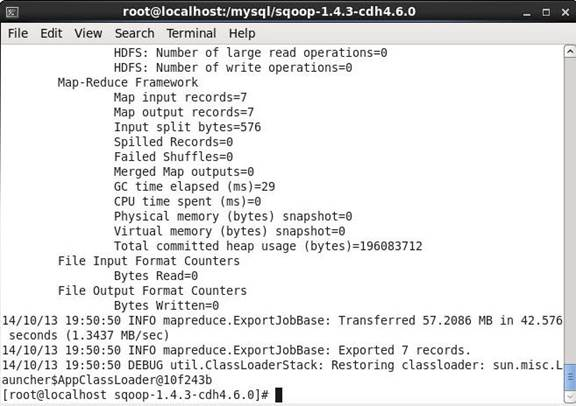 root@localhost:/mysql/sqoop-1.4.3-cdh4.6.0
File Edit View Search Terminal Help
HDFS: Number of large read operations=0
HDFS: Number of write operations=0
Map-Reduce Framework
Map input records=7
Map output records=7
Input split bytes=576
Spilled Records=0
Failed Shuffles=0
Merged Map outputs=0
GC time elapsed (ms)=29
CPU time spent (ms)=0
Physical memory (bytes) snapshot=0
Virtual memory (bytes) snapshot=0
Total committed heap usage (bytes)=196083712
File Input Format Counters
Bytes Read=0
File Output Format Counters
Bytes Written=0
14/10/13 19:50:50 INFO mapreduce.ExportJobBase: Transferred 57.2086 MB in 42.576
seconds (1.3437 MB/sec)
14/10/13 19:50:50 INFO mapreduce.ExportJobBase: Exported 7 records.
14/10/13 19:50:50 DEBUG util.ClassLoaderStack: Restoring classloader: sun.misc.L
auncher$AppClassLoader@10f243b
[root@localhost sqoop-1.4.3-cdh4.6.0]#